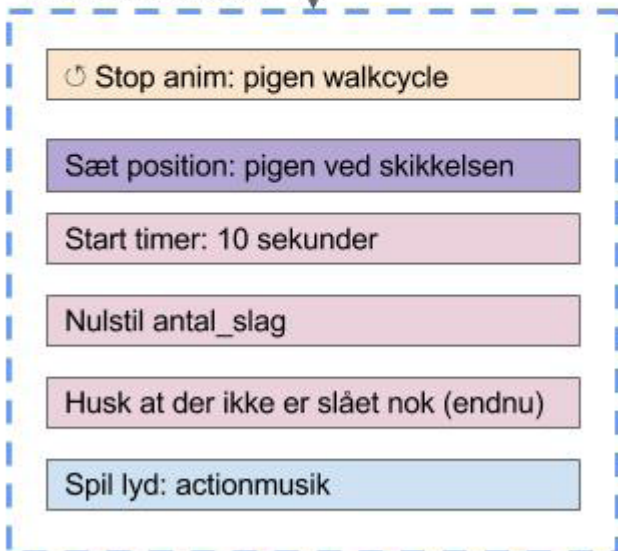 ↺ Stop anim: pigen walkcycle
Sæt position: pigen ved skikkelsen
Start timer: 10 sekunder
Nulstil antal_slag
Husk at der ikke er slået nok (endnu)
Spil lyd: actionmusik